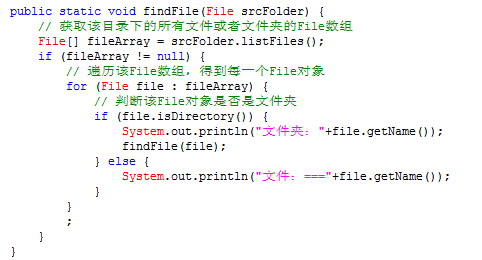 public static void findFile(File srcFolder) {
    // 获取该目录下的所有文件或者文件夹的File数组
    File[] fileArray = srcFolder.listFiles();
    if (fileArray != null) {
        // 遍历该File数组，得到每一个File对象
        for (File file : fileArray) {
            // 判断该File对象是否是文件夹
            if (file.isDirectory()) {
                System.out.println("文件夹："+file.getName());
                findFile(file);
            } else {
                System.out.println("文件：==="+file.getName());
            }
        }
        ;
    }
}